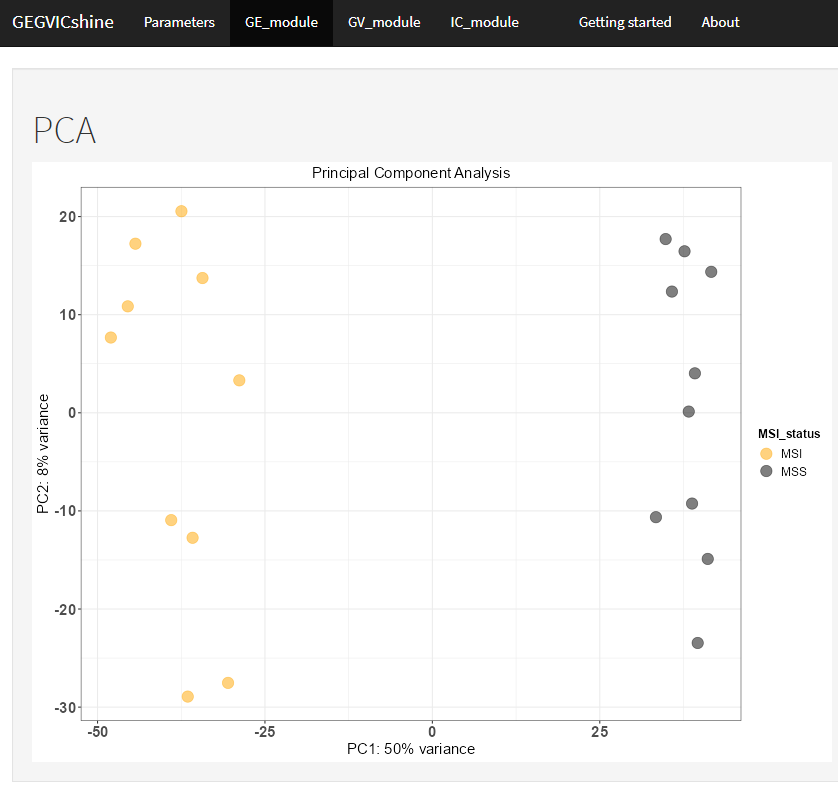 GEGVICshine Parameters GE_module GV_module IC_module Getting started About
PCA
Principal Component Analysis
20
10
0
-10
-20
-30
PC2: 8% variance
-50 -25 0 25
PC1: 50% variance
MSI_status
MSI
MSS